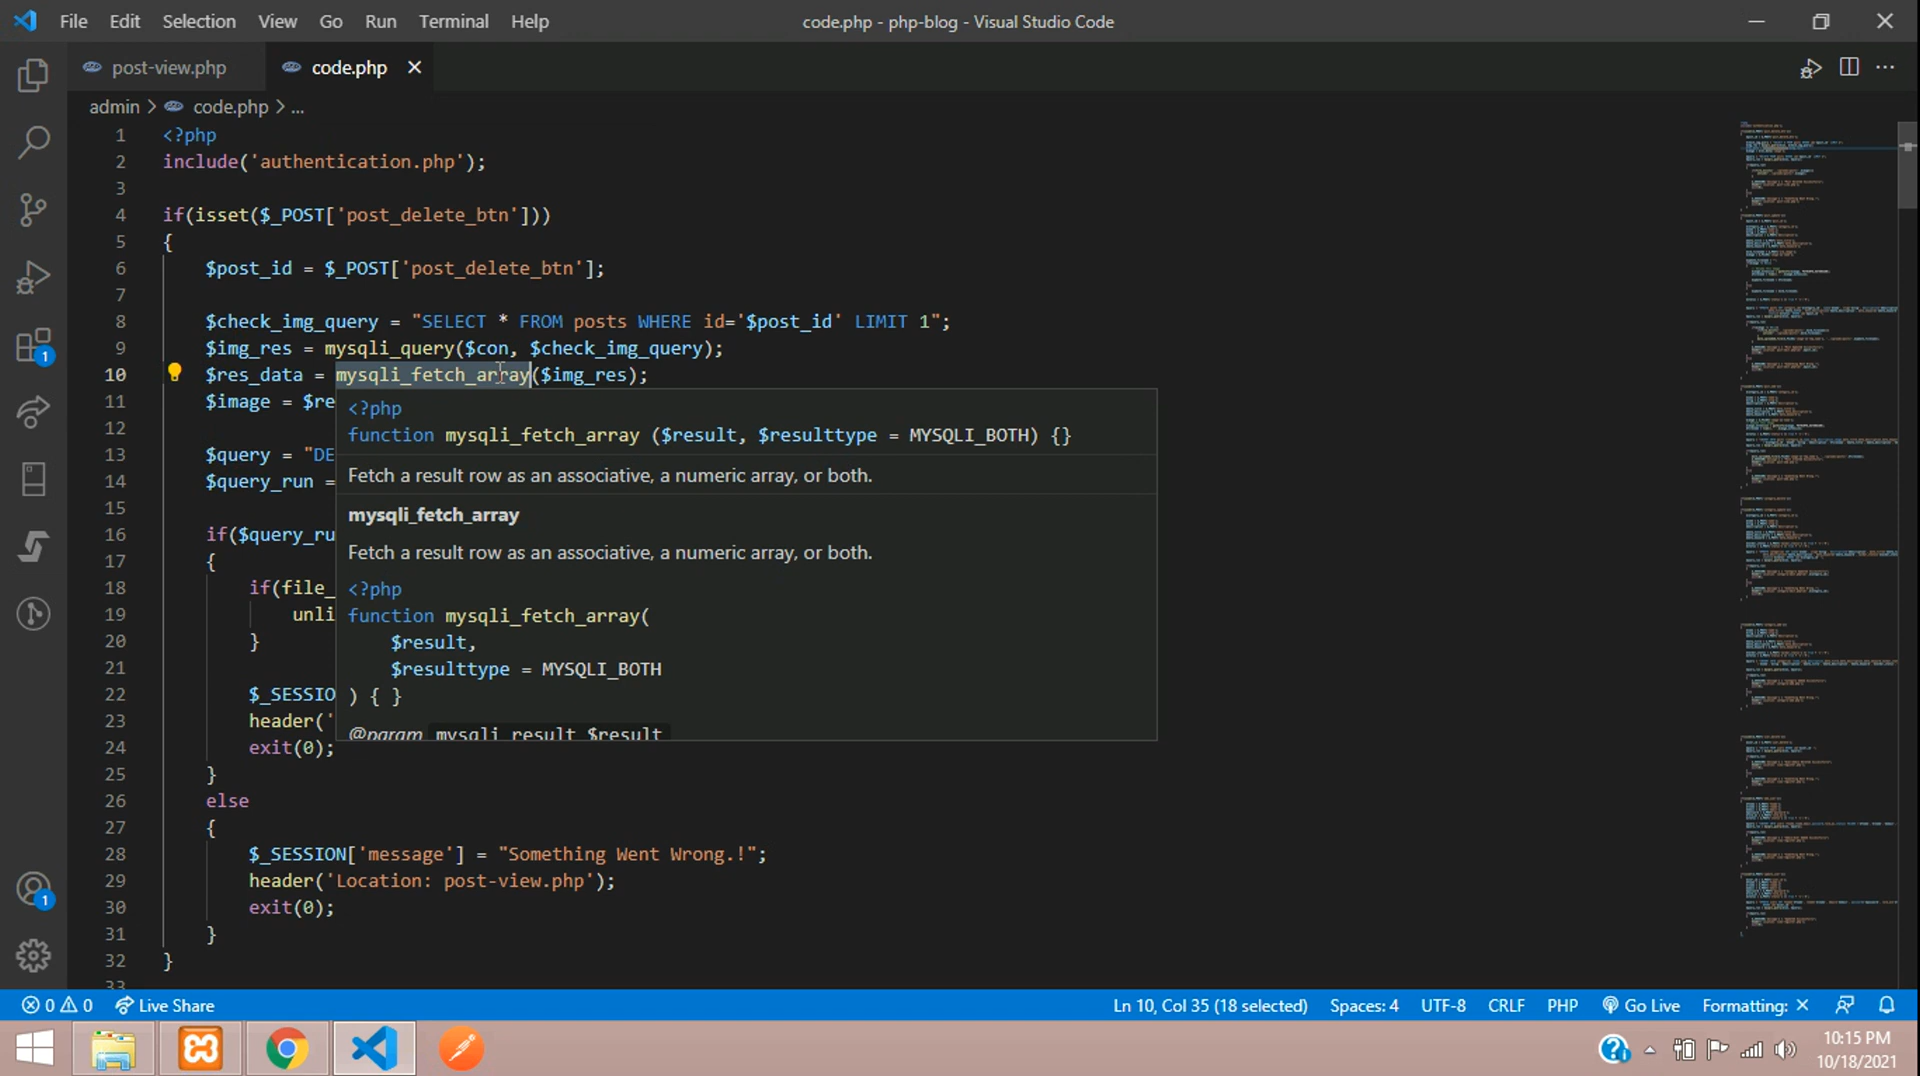 File Edit Selection View Go Run Terminal Help code.php - php-blog - Visual Studio Code
post-view.php code.php
admin > code.php > ...
1 <?php
2 include('authentication.php');
3
4 if(isset($_POST['post_delete_btn']))
5 {
6 $post_id = $_POST['post_delete_btn'];
7
8 $check_img_query = "SELECT * FROM posts WHERE id='$post_id' LIMIT 1";
9 $img_res = mysqli_query($con, $check_img_query);
10 $res_data = mysqli_fetch_array($img_res);
11 $image = $re
12
13 $query = "DE
14 $query_run =
15
16 if($query_ru
17 {
18 if(file_
19 unli
20 }
21
22 $_SESSIO
23 header('
24 exit(0);
25 }
26 else
27 {
28 $_SESSION['message'] = "Something Went Wrong.!";
29 header('Location: post-view.php');
30 exit(0);
31 }
32 }
33
<?php
function mysqli_fetch_array ($result, $resulttype = MYSQLI_BOTH) {}
Fetch a result row as an associative, a numeric array, or both.
mysqli_fetch_array
Fetch a result row as an associative, a numeric array, or both.
<?php
function mysqli_fetch_array(
$result,
$resulttype = MYSQLI_BOTH
) { }
@param mysqli_result $result
1
1
0 0 Live Share Ln 10, Col 35 (18 selected) Spaces: 4 UTF-8 CRLF PHP Go Live Formatting: ×
10:15 PM
10/18/2021